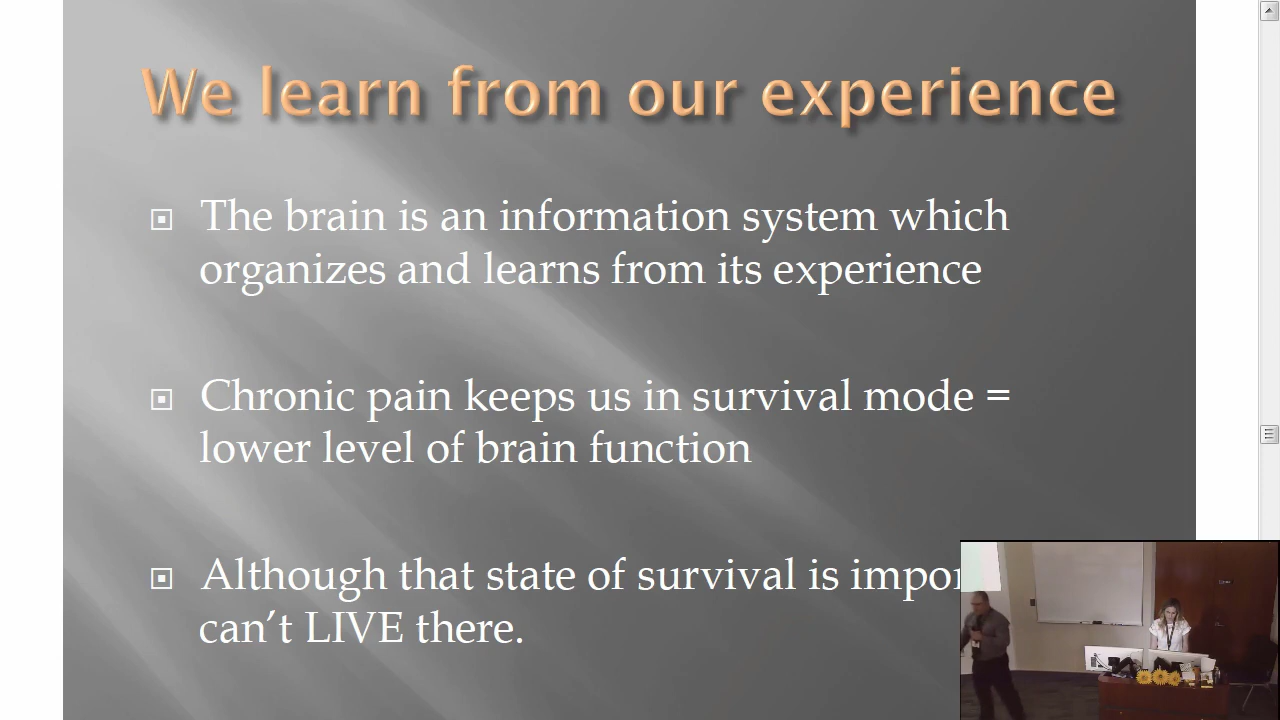 We learn from our experience
The brain is an information system which
organizes and learns from its experience
Chronic pain keeps us in survival mode =
lower level of brain function
Although that state of survival is
can't LIVE there.